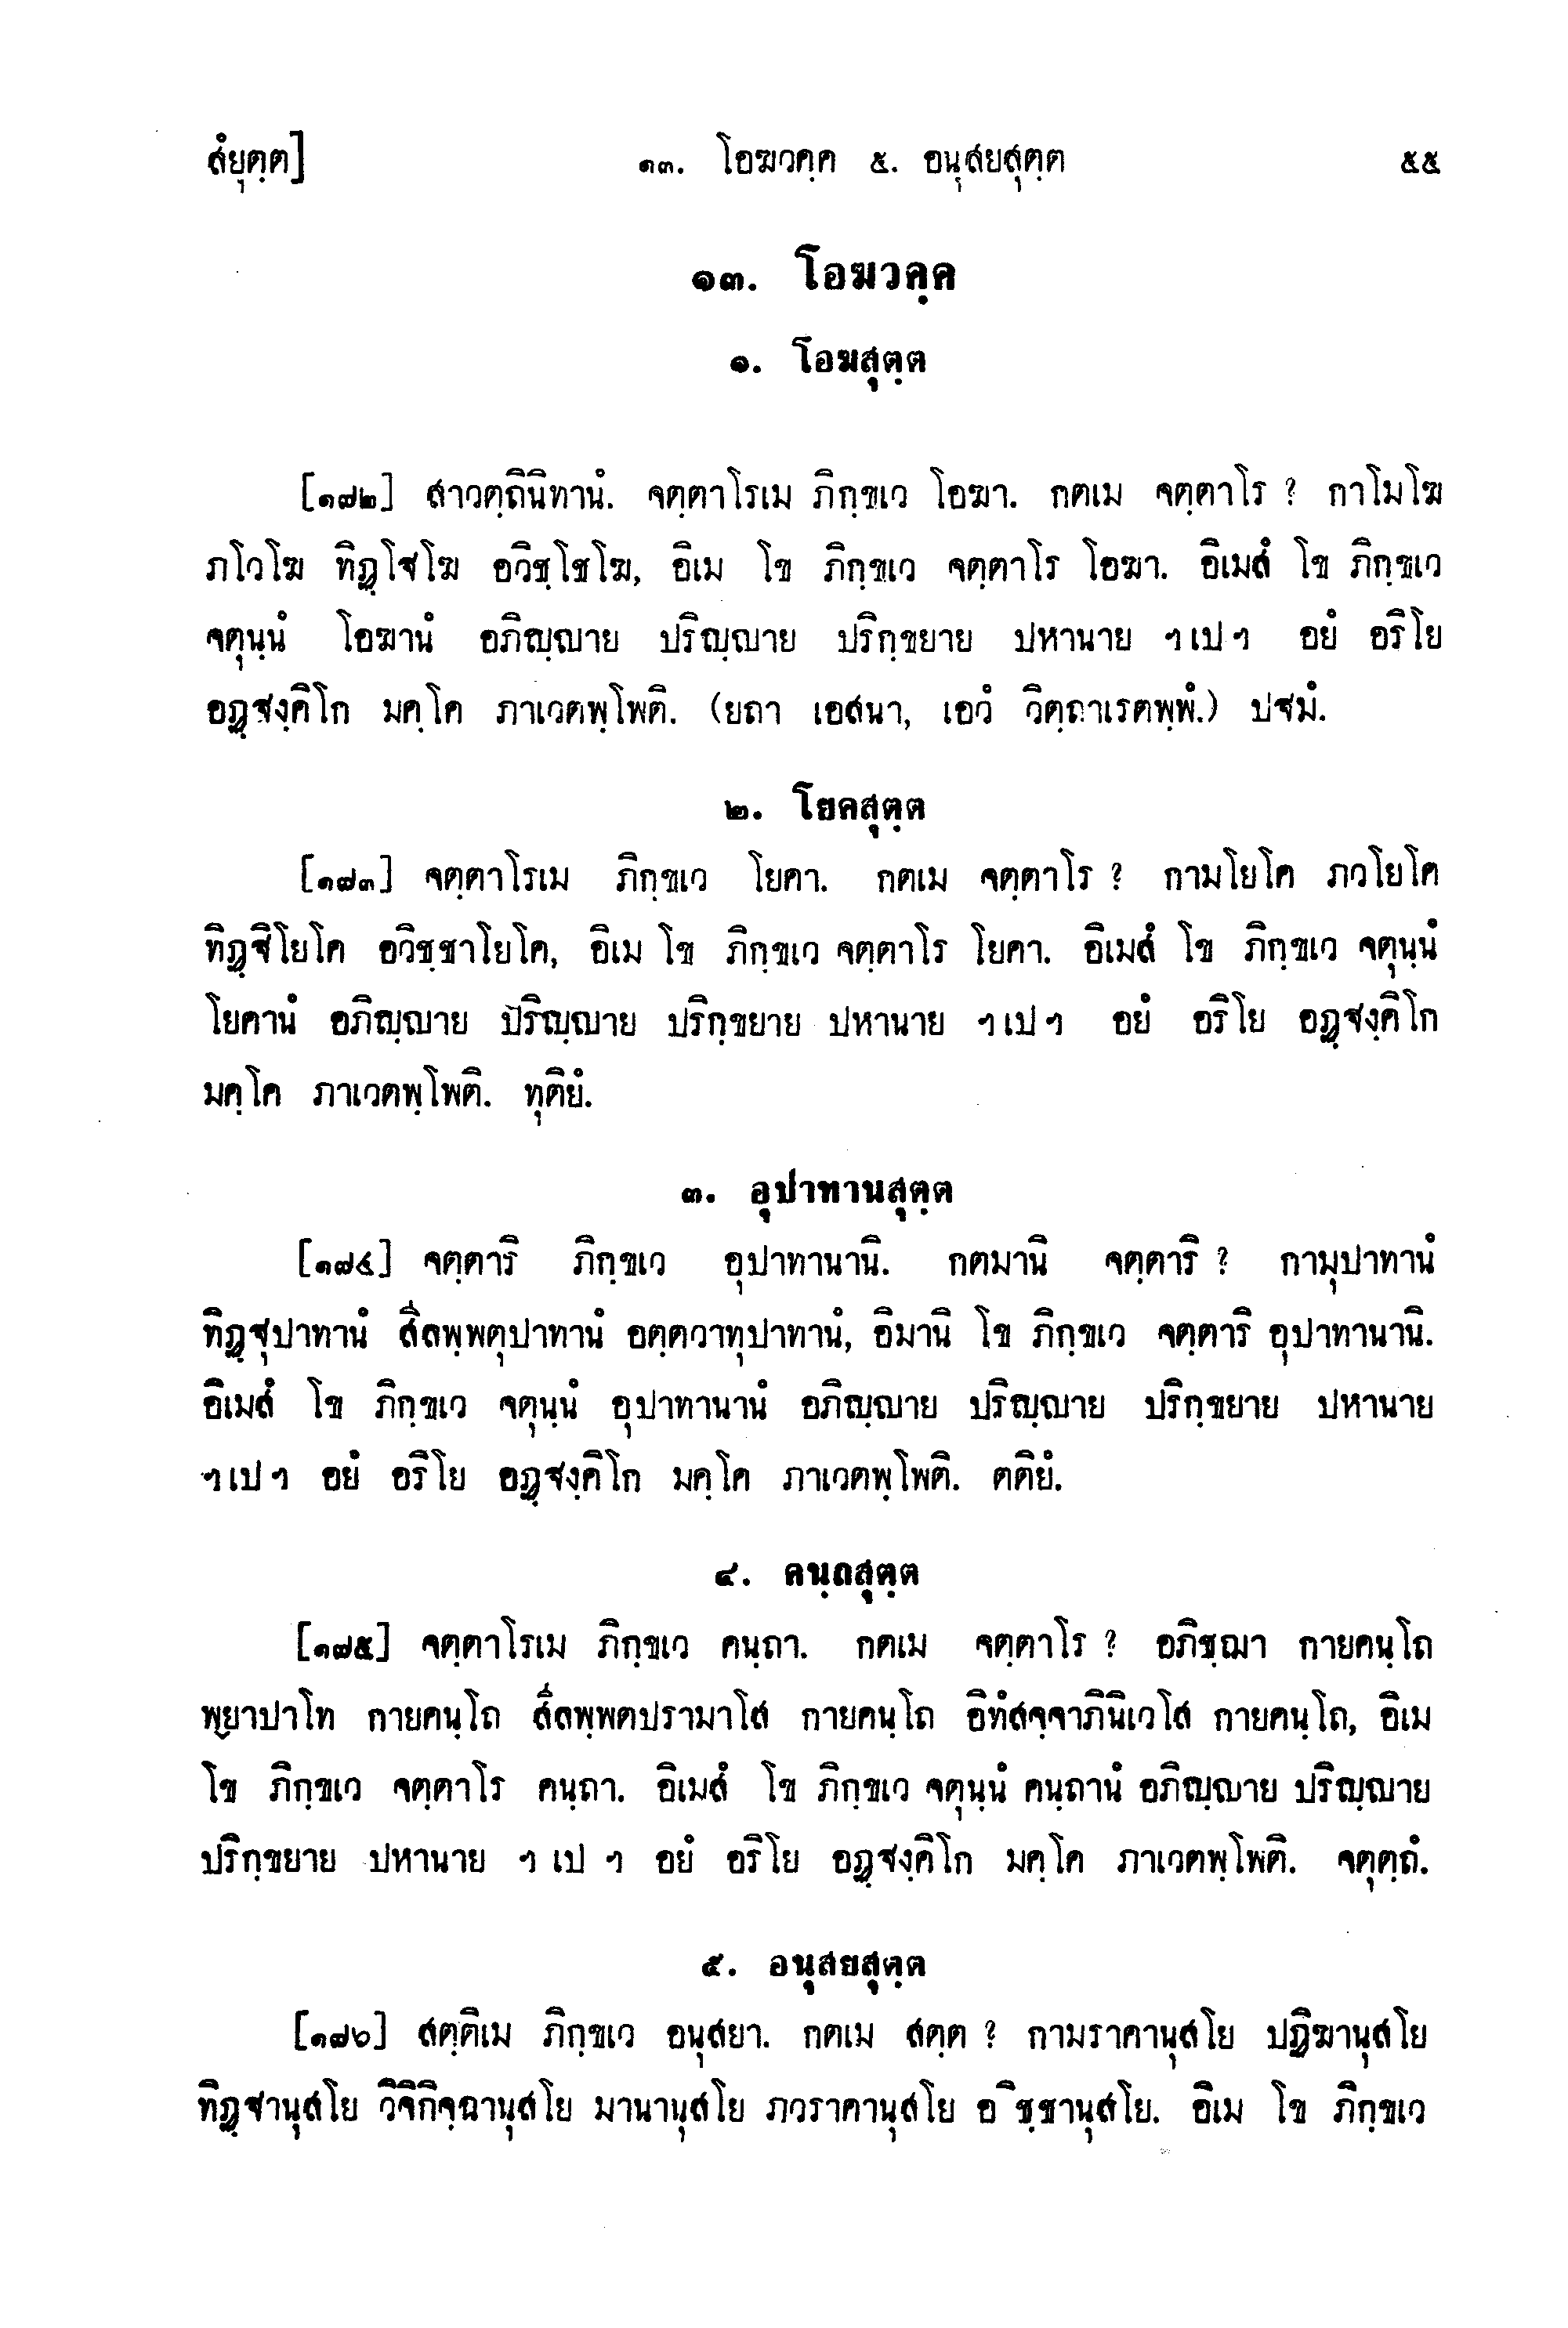 สํยุตฺต] ๑๓. โอฆวคฺค ๕. อนุสยสุตฺต ๕๕
๑๓. โอฆวคฺค
๑. โอฆสุตฺต
[๑๗๒] สาวตฺถินิทานํ. จตฺตาโรเม ภิกฺขเว โอฆา. กตเม จตฺตาโร ? กาโมโฆ
ภโวโฆ ทิฏฺโฐโฆ อวิชฺโชโฆ, อิเม โข ภิกฺขเว จตฺตาโร โอฆา. อิเมสํ โข ภิกฺขเว
จตุนฺนํ โอฆานํ อภิญฺญาย ปริญฺญาย ปริกฺขยาย ปหานาย ฯเปฯ อยํ อริโย
อฏฺฐงฺคิโก มคฺโค ภาเวตพฺโพติ. (ยถา เอสนา, เอวํ วิตฺถาเรตพฺพํ.) ปฐมํ.
๒. โยคสุตฺต
[๑๗๓] จตฺตาโรเม ภิกฺขเว โยคา. กตเม จตฺตาโร ? กามโยโค ภวโยโค
ทิฏฺฐิโยโค อวิชฺชาโยโค, อิเม โข ภิกฺขเว จตฺตาโร โยคา. อิเมสํ โข ภิกฺขเว จตุนฺนํ
โยคานํ อภิญฺญาย ปริญฺญาย ปริกฺขยาย ปหานาย ฯเปฯ อยํ อริโย อฏฺฐงฺคิโก
มคฺโค ภาเวตพฺโพติ. ทุติยํ.
๓. อุปาทานสุตฺต
[๑๗๔] จตฺตาริ ภิกฺขเว อุปาทานานิ. กตมานิ จตฺตาริ ? กามุปาทานํ
ทิฏฺฐุปาทานํ สีลพฺพตุปาทานํ อตฺตวาทุปาทานํ, อิมานิ โข ภิกฺขเว จตฺตาริ อุปาทานานิ.
อิเมสํ โข ภิกฺขเว จตุนฺนํ อุปาทานานํ อภิญฺญาย ปริญฺญาย ปริกฺขยาย ปหานาย
ฯเปฯ อยํ อริโย อฏฺฐงฺคิโก มคฺโค ภาเวตพฺโพติ. ตติยํ.
๔. คนฺถสุตฺต
[๑๗๕] จตฺตาโรเม ภิกฺขเว คนฺถา. กตเม จตฺตาโร ? อภิชฺฌา กายคนฺโถ
พฺยาปาโท กายคนฺโถ สีลพฺพตปรามาโส กายคนฺโถ อิทํสจฺจาภินิเวโส กายคนฺโถ, อิเม
โข ภิกฺขเว จตฺตาโร คนฺถา. อิเมสํ โข ภิกฺขเว จตุนฺนํ คนฺถานํ อภิญฺญาย ปริญฺญาย
ปริกฺขยาย ปหานาย ฯ เป ฯ อยํ อริโย อฏฺฐงฺคิโก มคฺโค ภาเวตพฺโพติ. จตุตฺถํ.
๕. อนุสยสุตฺต
[๑๗๖] สตฺติเม ภิกฺขเว อนุสยา. กตเม สตฺต ? กามราคานุสโย ปฏิฆานุสโย
ทิฏฺฐานุสโย วิจิกิจฺฉานุสโย มานานุสโย ภวราคานุสโย อ ิชฺชานุสโย. อิเม โข ภิกฺขเว